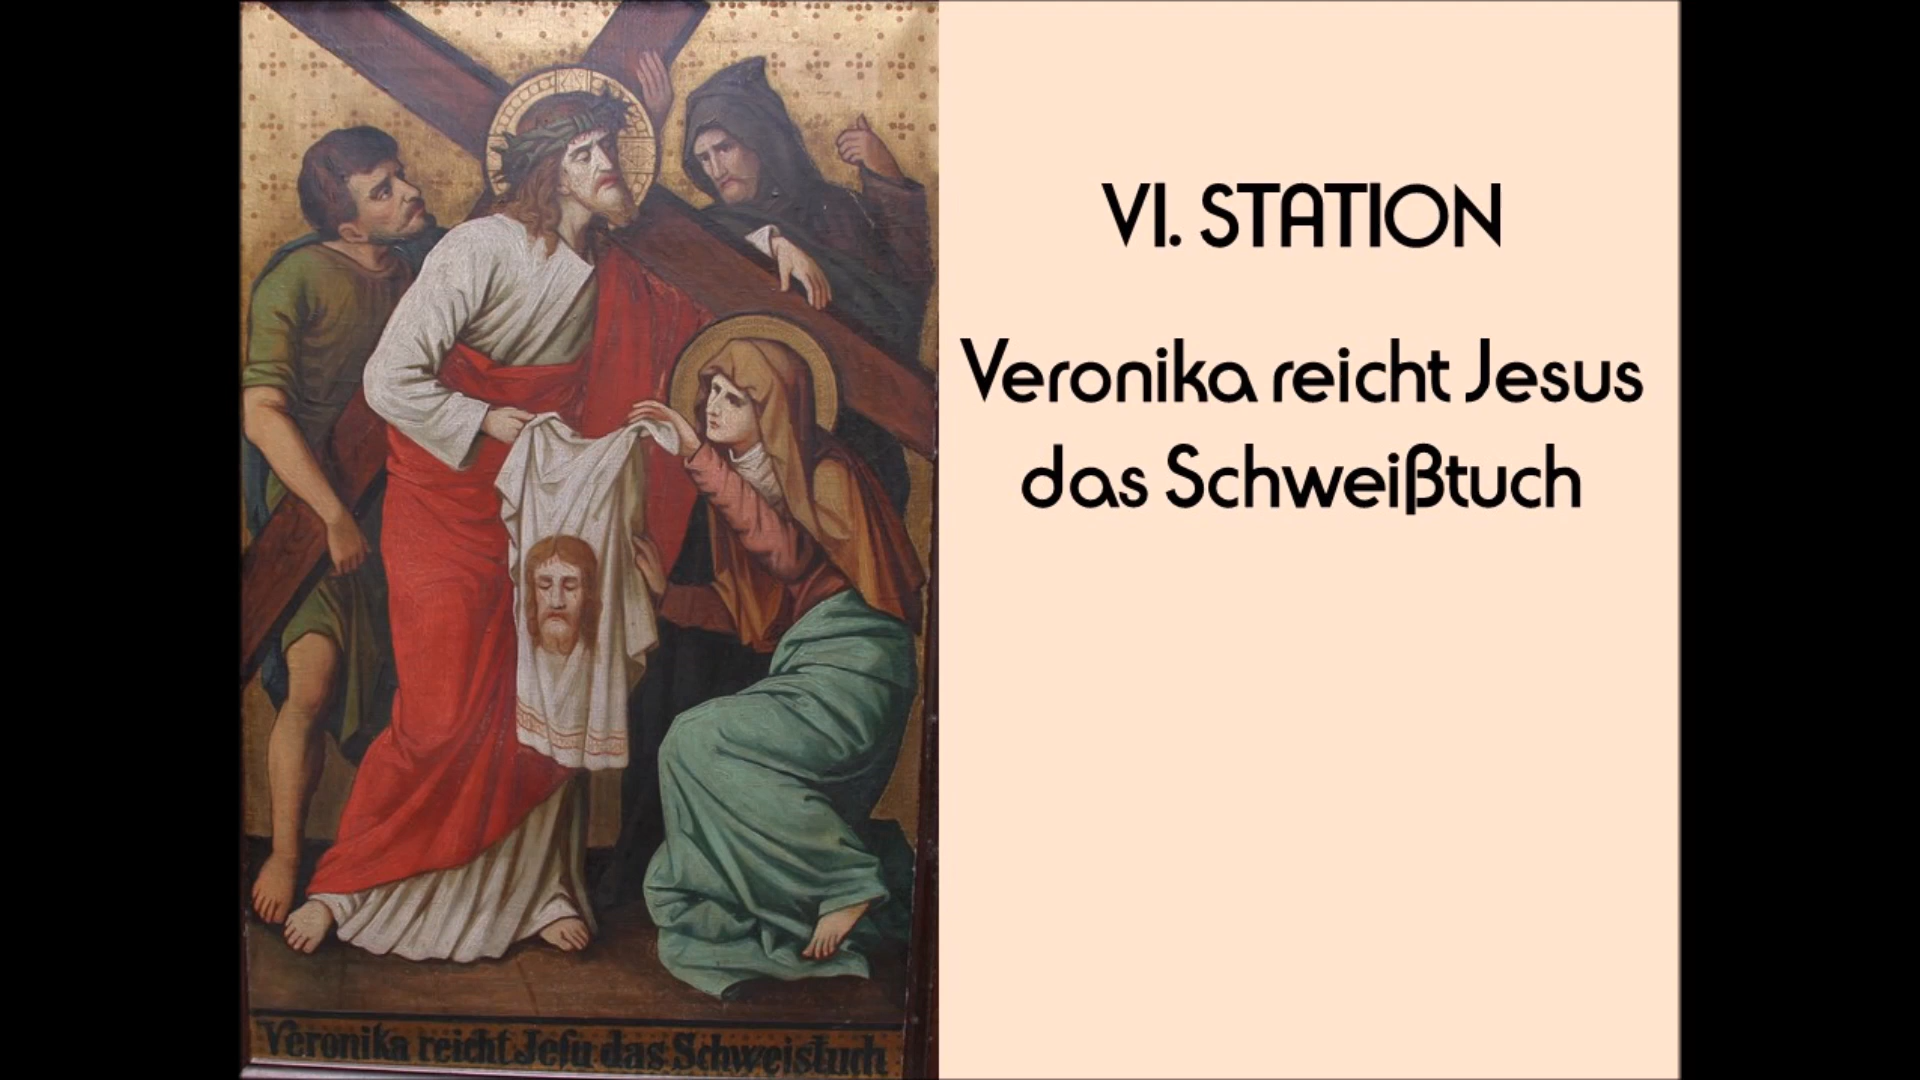 VI. STATION
Veronika reicht Jesus
das Schweißtuch
Veronika reicht Jesu das Schweistuch